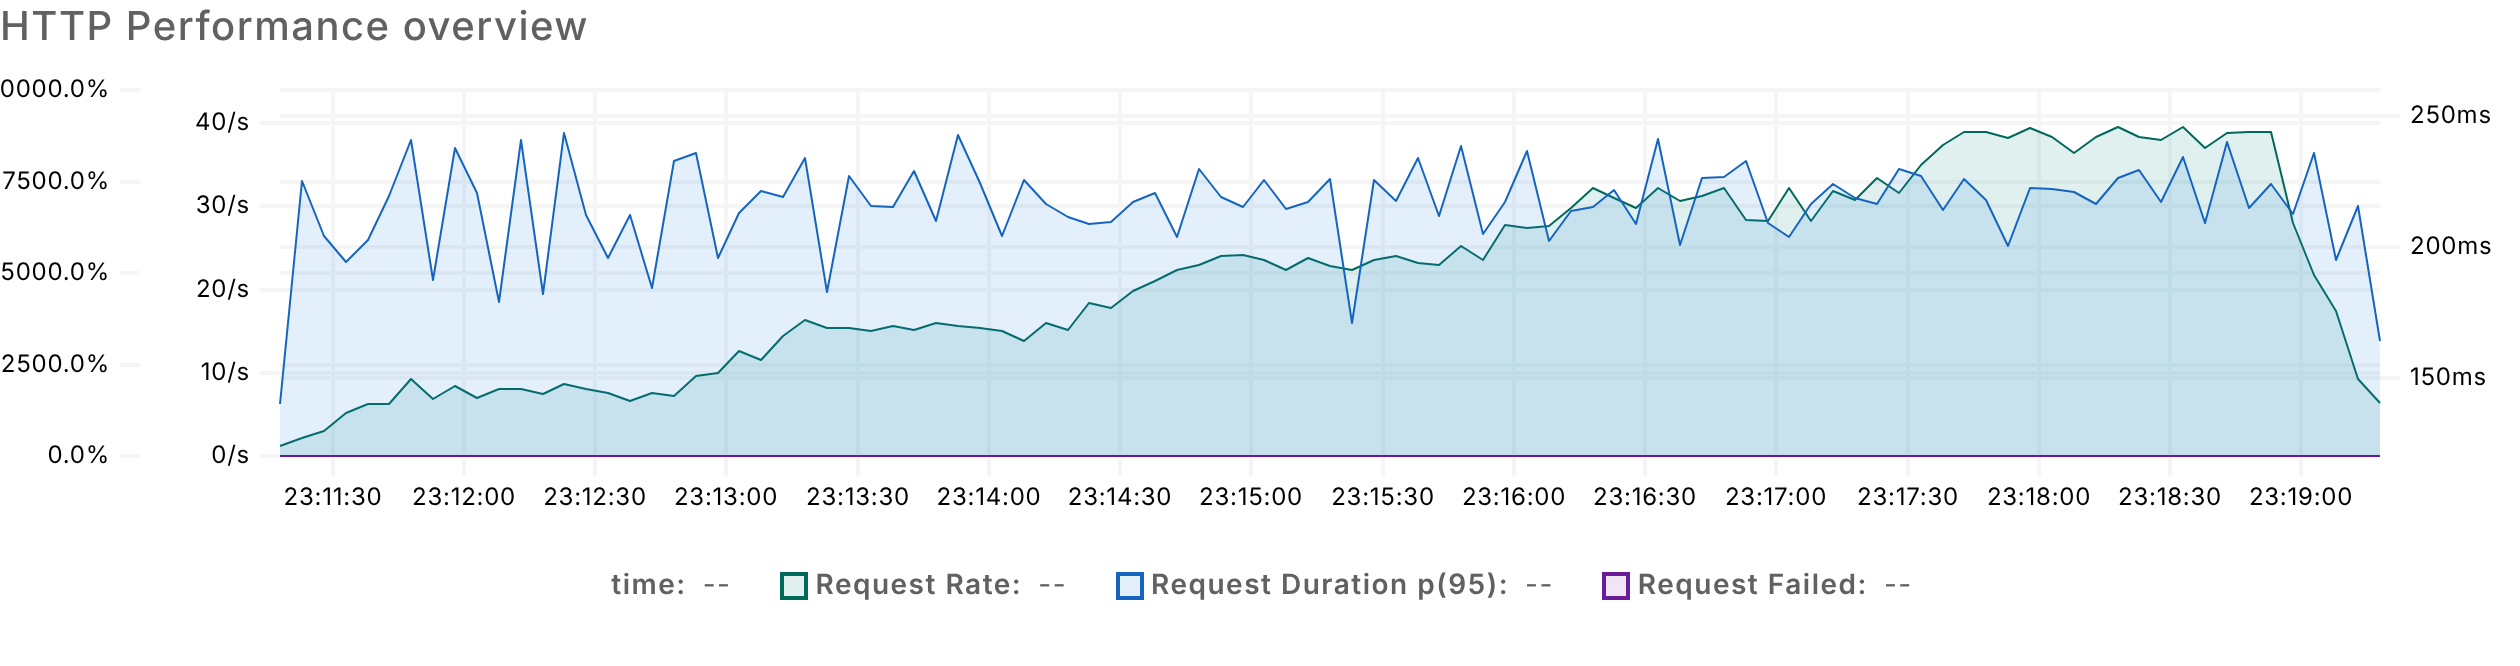 HTTP Performance overview
0000.0%
7500.0%
5000.0%
2500.0%
0.0%
40/s
30/s
20/s
10/s
0/s
250ms
200ms
150ms
23:11:30 23:12:00 23:12:30 23:13:00 23:13:30 23:14:00 23:14:30 23:15:00 23:15:30 23:16:00 23:16:30 23:17:00 23:17:30 23:18:00 23:18:30 23:19:00
time: -- Request Rate: -- Request Duration p(95): -- Request Failed: --